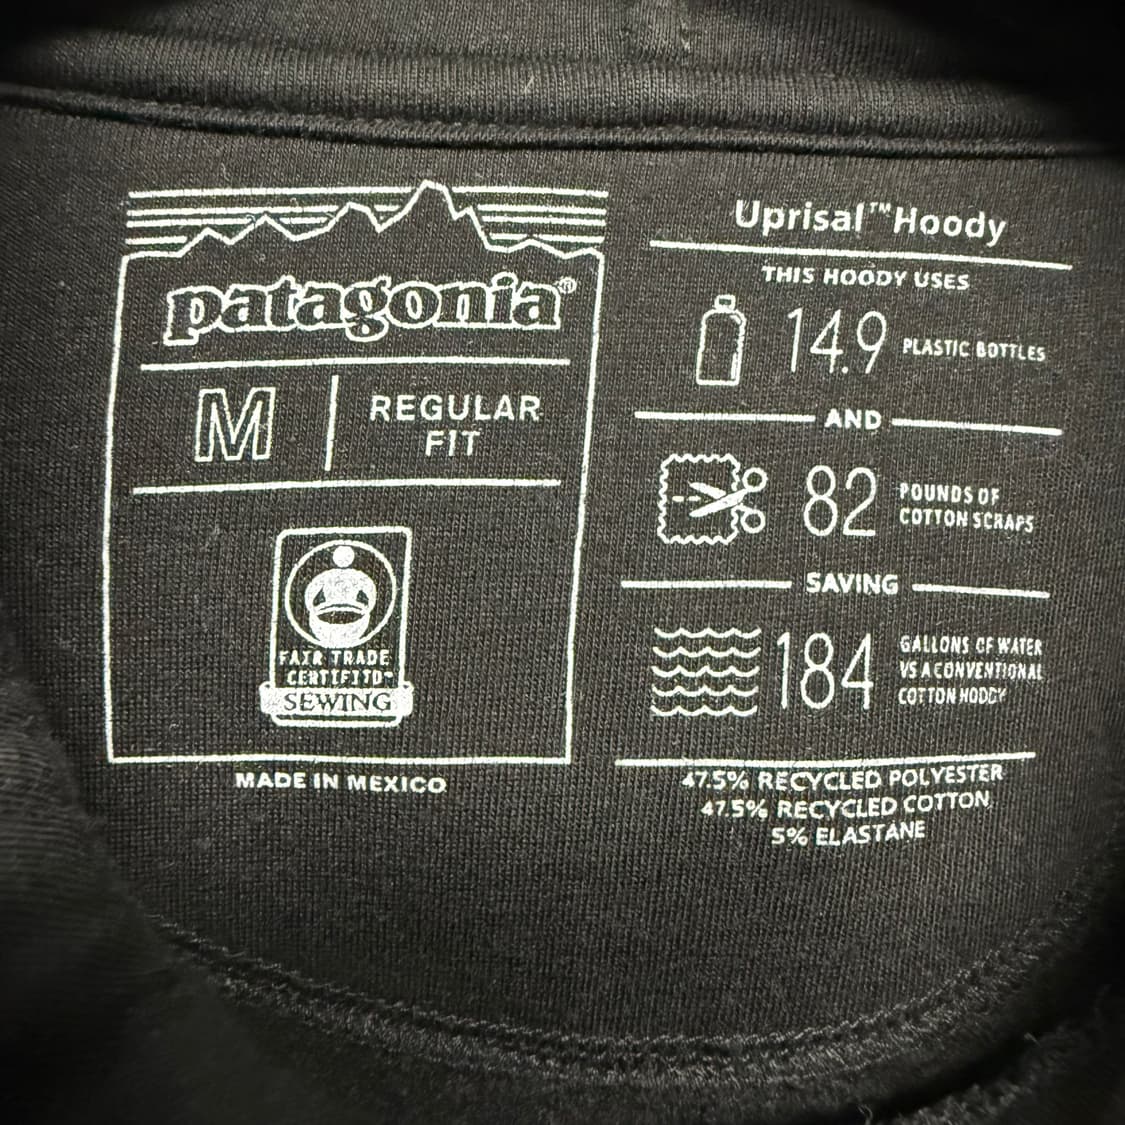 patagonia®
M
REGULAR
FIT
FAIR TRADE
CERTIFIED™
SEWING
MADE IN MEXICO
Uprisal™ Hoody
THIS HOODY USES
14.9 PLASTIC BOTTLES
AND
82 POUNDS OF
COTTON SCRAPS
SAVING
184 GALLONS OF WATER
VS A CONVENTIONAL
COTTON HODDY
47.5% RECYCLED POLYESTER
47.5% RECYCLED COTTON
5% ELASTANE